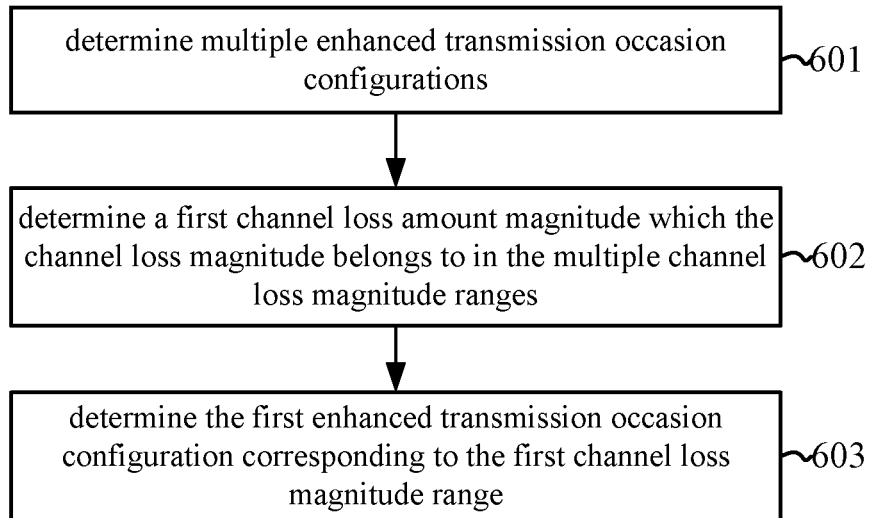 determine multiple enhanced transmission occasion
configurations
601
determine a first channel loss amount magnitude which the
channel loss magnitude belongs to in the multiple channel
loss magnitude ranges
602
determine the first enhanced transmission occasion
configuration corresponding to the first channel loss
magnitude range
603